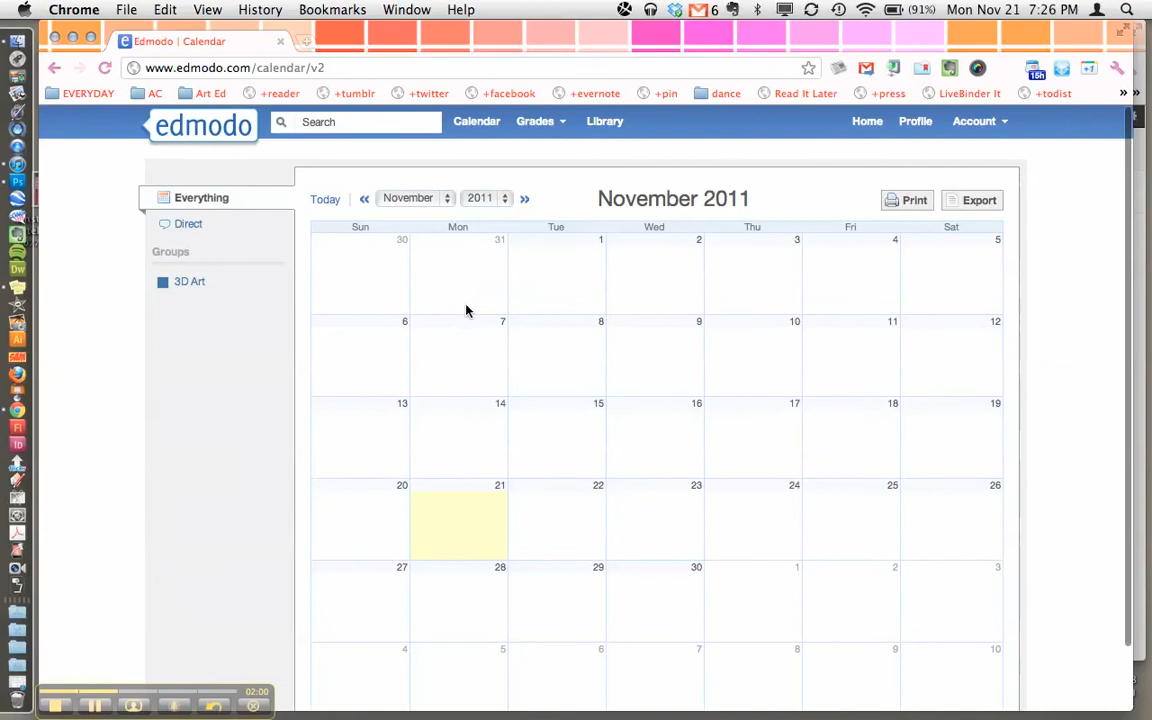 Chrome File Edit View History Bookmarks Window Help 6 (91%) Mon Nov 21 7:26 PM
Edmodo | Calendar
www.edmodo.com/calendar/v2 15h +1
EVERYDAY AC Art Ed +reader +tumblr +twitter +facebook +evernote +pin dance Read It Later +press LiveBinder It +todist
edmodo Search Calendar Grades Library Home Profile Account
Everything
Direct
Groups
3D Art
Today « November 2011 » November 2011 Print Export
Sun Mon Tue Wed Thu Fri Sat
30 31 1 2 3 4 5
6 7 8 9 10 11 12
13 14 15 16 17 18 19
20 21 22 23 24 25 26
27 28 29 30 1 2 3
4 5 6 7 8 9 10
02:00